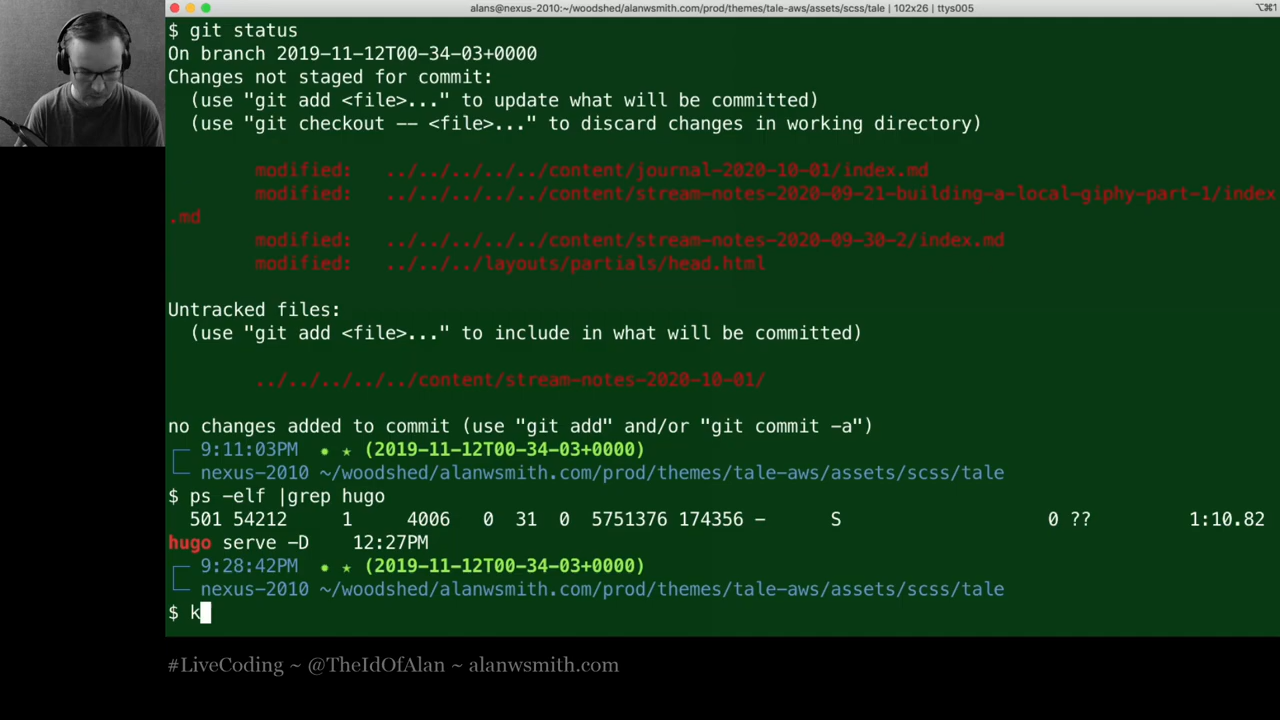 alans@nexus-2010:~/woodshed/alanwsmith.com/prod/themes/tale-aws/assets/scss/tale | 102x26 | ttys005
⌥⌘1
$ git status
On branch 2019-11-12T00-34-03+0000
Changes not staged for commit:
(use "git add <file>..." to update what will be committed)
(use "git checkout -- <file>..." to discard changes in working directory)
modified: ../../../../../content/journal-2020-10-01/index.md
modified: ../../../../../content/stream-notes-2020-09-21-building-a-local-giphy-part-1/index
.md
modified: ../../../../../content/stream-notes-2020-09-30-2/index.md
modified: ../../../layouts/partials/head.html
Untracked files:
(use "git add <file>..." to include in what will be committed)
../../../../../content/stream-notes-2020-10-01/
no changes added to commit (use "git add" and/or "git commit -a")
┌─ 9:11:03PM ● ★ (2019-11-12T00-34-03+0000)
└─ nexus-2010 ~/woodshed/alanwsmith.com/prod/themes/tale-aws/assets/scss/tale
$ ps -elf |grep hugo
501 54212 1 4006 0 31 0 5751376 174356 - S 0 ?? 1:10.82
hugo serve -D 12:27PM
┌─ 9:28:42PM ● ★ (2019-11-12T00-34-03+0000)
└─ nexus-2010 ~/woodshed/alanwsmith.com/prod/themes/tale-aws/assets/scss/tale
$ k
#LiveCoding ~ @TheIdOfAlan ~ alanwsmith.com